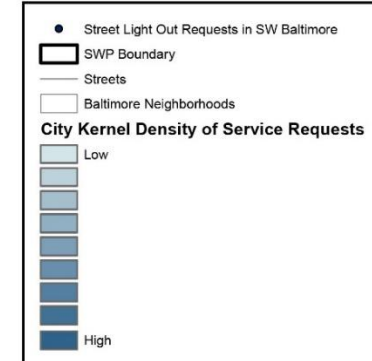 Street Light Out Requests in SW Baltimore
SWP Boundary
Streets
Baltimore Neighborhoods
City Kernel Density of Service Requests
Low
High